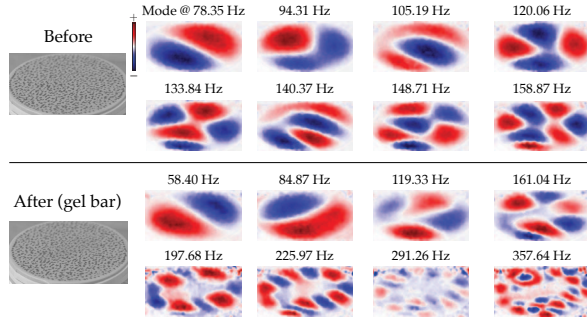 Mode @ 78.35 Hz 94.31 Hz 105.19 Hz 120.06 Hz
+
Before
−
133.84 Hz 140.37 Hz 148.71 Hz 158.87 Hz
58.40 Hz 84.87 Hz 119.33 Hz 161.04 Hz
After (gel bar)
197.68 Hz 225.97 Hz 291.26 Hz 357.64 Hz